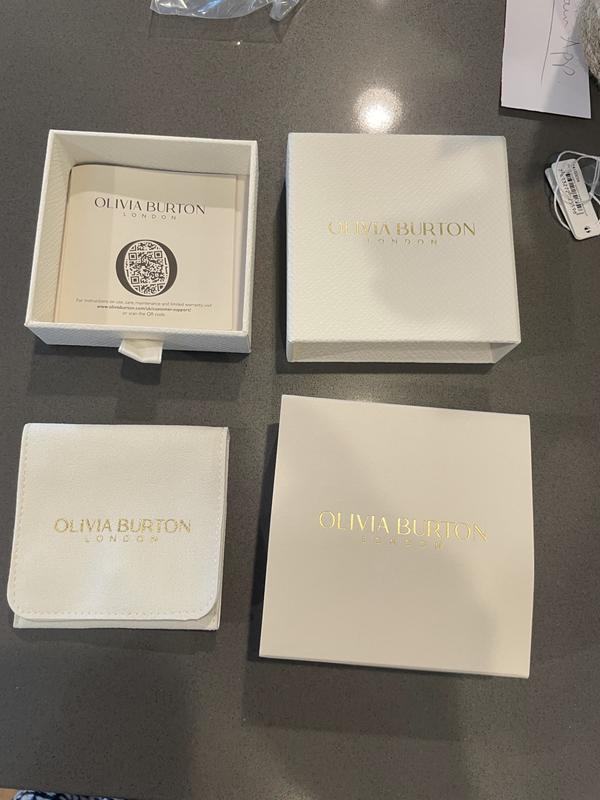 OLIVIA BURTON
LONDON
For instructions on use, care, maintenance and limited warranty visit
www.oliviaburton.com/uk/customer-support/
or scan the QR code
OLIVIA BURTON
LONDON
OLIVIA BURTON
LONDON
OLIVIA BURTON
LONDON
App